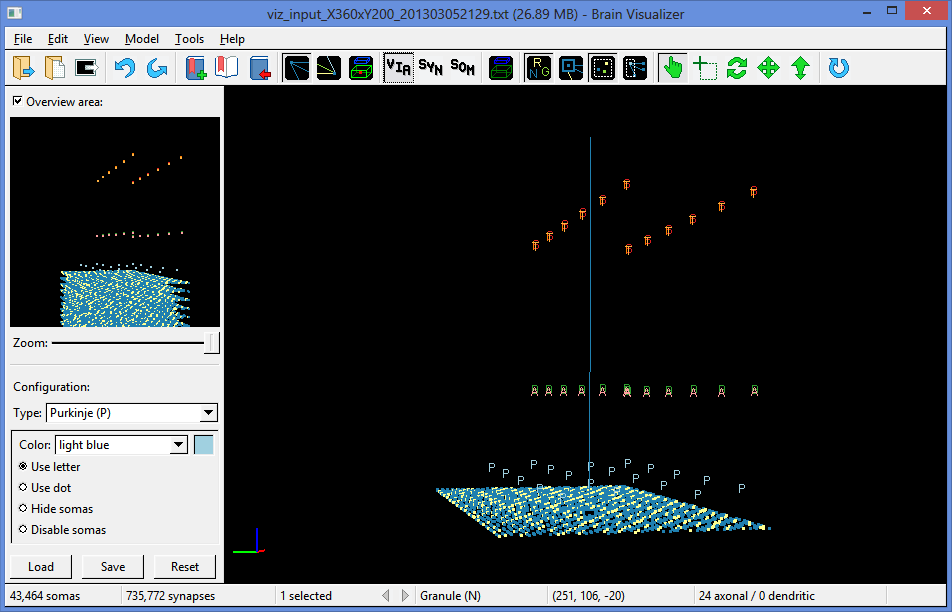 viz_input_X360xY200_201303052129.txt (26.89 MB) - Brain Visualizer
File Edit View Model Tools Help
VIA SYN SOM R N G
Overview area:
Zoom:
Configuration:
Type: Purkinje (P)
Color: light blue
Use letter
Use dot
Hide somas
Disable somas
Load Save Reset
43,464 somas 735,772 synapses 1 selected Granule (N) (251, 106, -20) 24 axonal / 0 dendritic